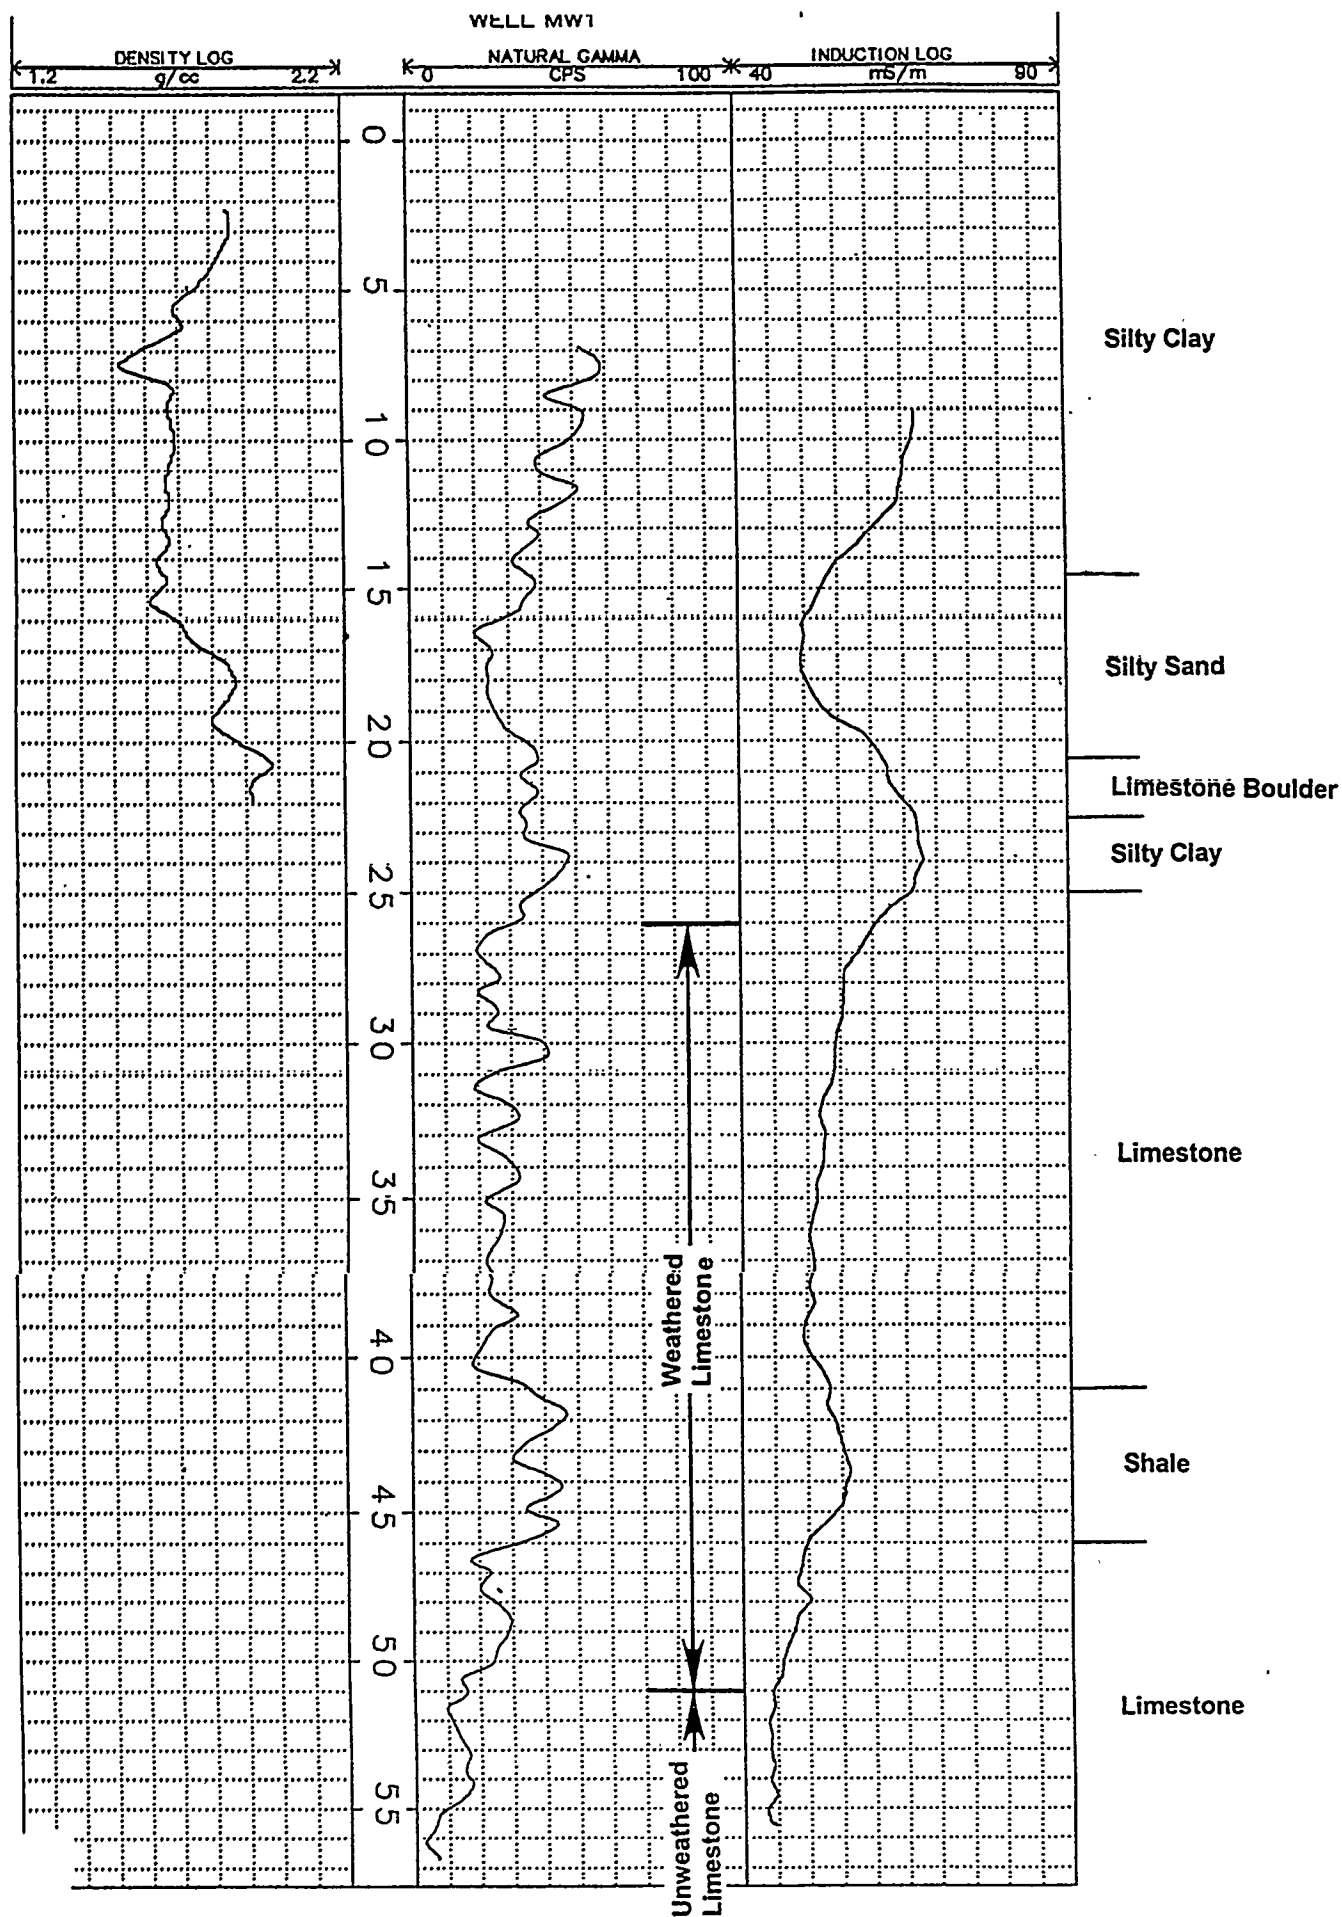 WELL MW1
DENSITY LOG
NATURAL GAMMA
INDUCTION LOG
1.2 g/cc 2.2
0 CPS 100
40 mS/m 90
0
5
10
15
20
25
30
35
40
45
50
55
Silty Clay
Silty Sand
Limestone Boulder
Silty Clay
Limestone
Shale
Limestone
Weathered
Limestone
Unweathered
Limestone